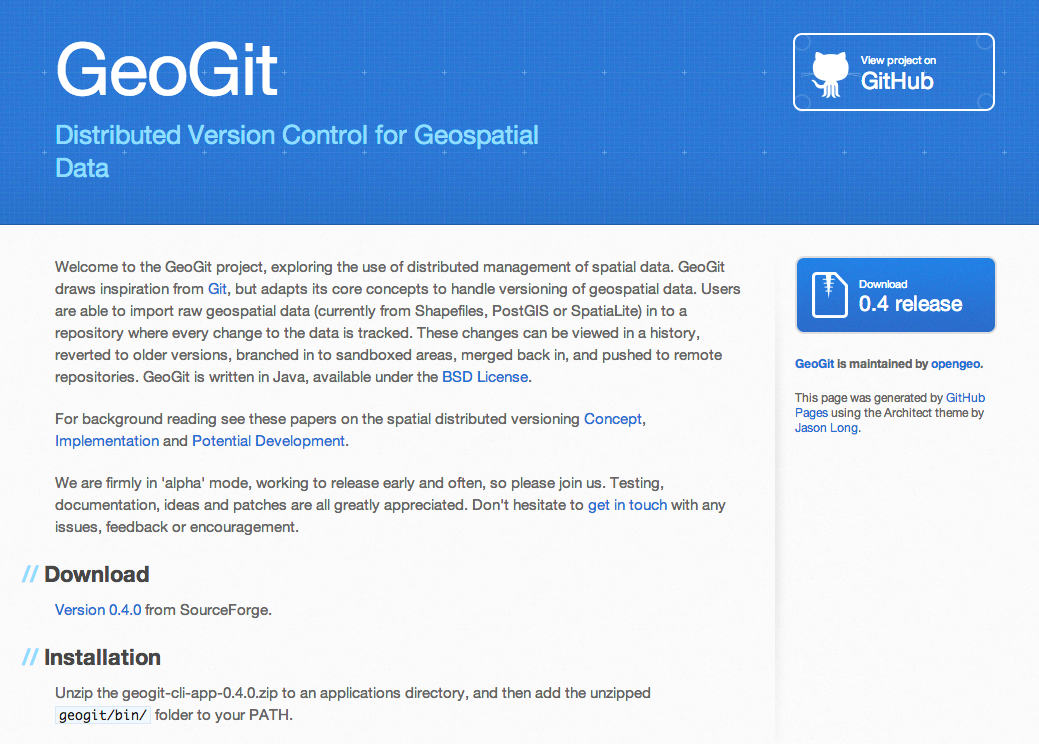 GeoGit
Distributed Version Control for Geospatial
Data
View project on
GitHub
Welcome to the GeoGit project, exploring the use of distributed management of spatial data. GeoGit
draws inspiration from Git, but adapts its core concepts to handle versioning of geospatial data. Users
are able to import raw geospatial data (currently from Shapefiles, PostGIS or SpatiaLite) in to a
repository where every change to the data is tracked. These changes can be viewed in a history,
reverted to older versions, branched in to sandboxed areas, merged back in, and pushed to remote
repositories. GeoGit is written in Java, available under the BSD License.
For background reading see these papers on the spatial distributed versioning Concept,
Implementation and Potential Development.
We are firmly in 'alpha' mode, working to release early and often, so please join us. Testing,
documentation, ideas and patches are all greatly appreciated. Don't hesitate to get in touch with any
issues, feedback or encouragement.
// Download
Version 0.4.0 from SourceForge.
// Installation
Unzip the geogit-cli-app-0.4.0.zip to an applications directory, and then add the unzipped
geogit/bin/ folder to your PATH.
Download
0.4 release
GeoGit is maintained by opengeo.
This page was generated by GitHub
Pages using the Architect theme by
Jason Long.